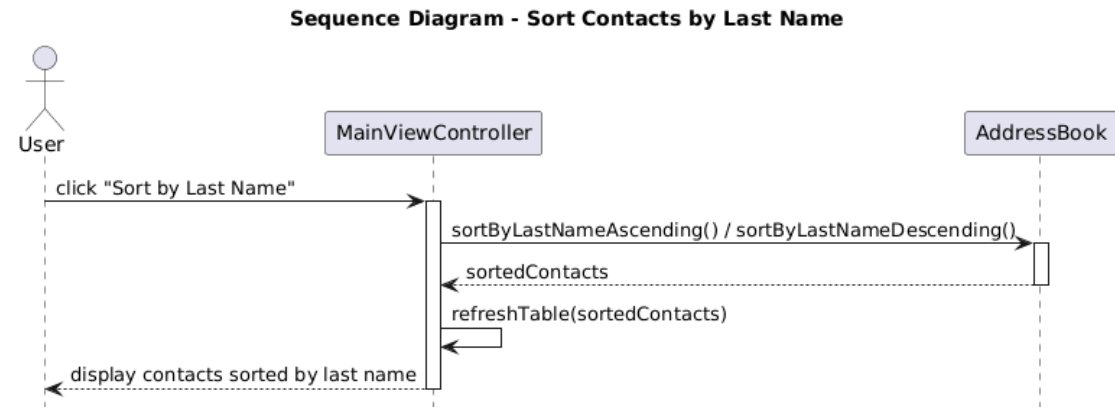 Sequence Diagram - Sort Contacts by Last Name
User
MainViewController
AddressBook
click "Sort by Last Name"
sortByLastNameAscending() / sortByLastNameDescending()
sortedContacts
refreshTable(sortedContacts)
display contacts sorted by last name